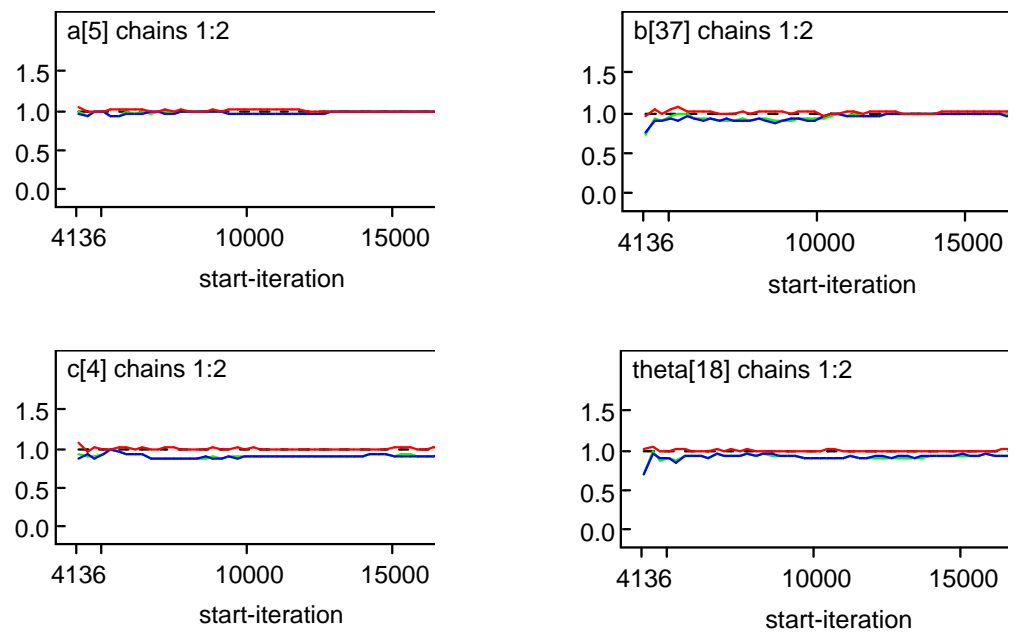 a[5] chains 1:2
1.5
1.0
0.5
0.0
4136 10000 15000
start-iteration
b[37] chains 1:2
1.5
1.0
0.5
0.0
4136 10000 15000
start-iteration
c[4] chains 1:2
1.5
1.0
0.5
0.0
4136 10000 15000
start-iteration
theta[18] chains 1:2
1.5
1.0
0.5
0.0
4136 10000 15000
start-iteration